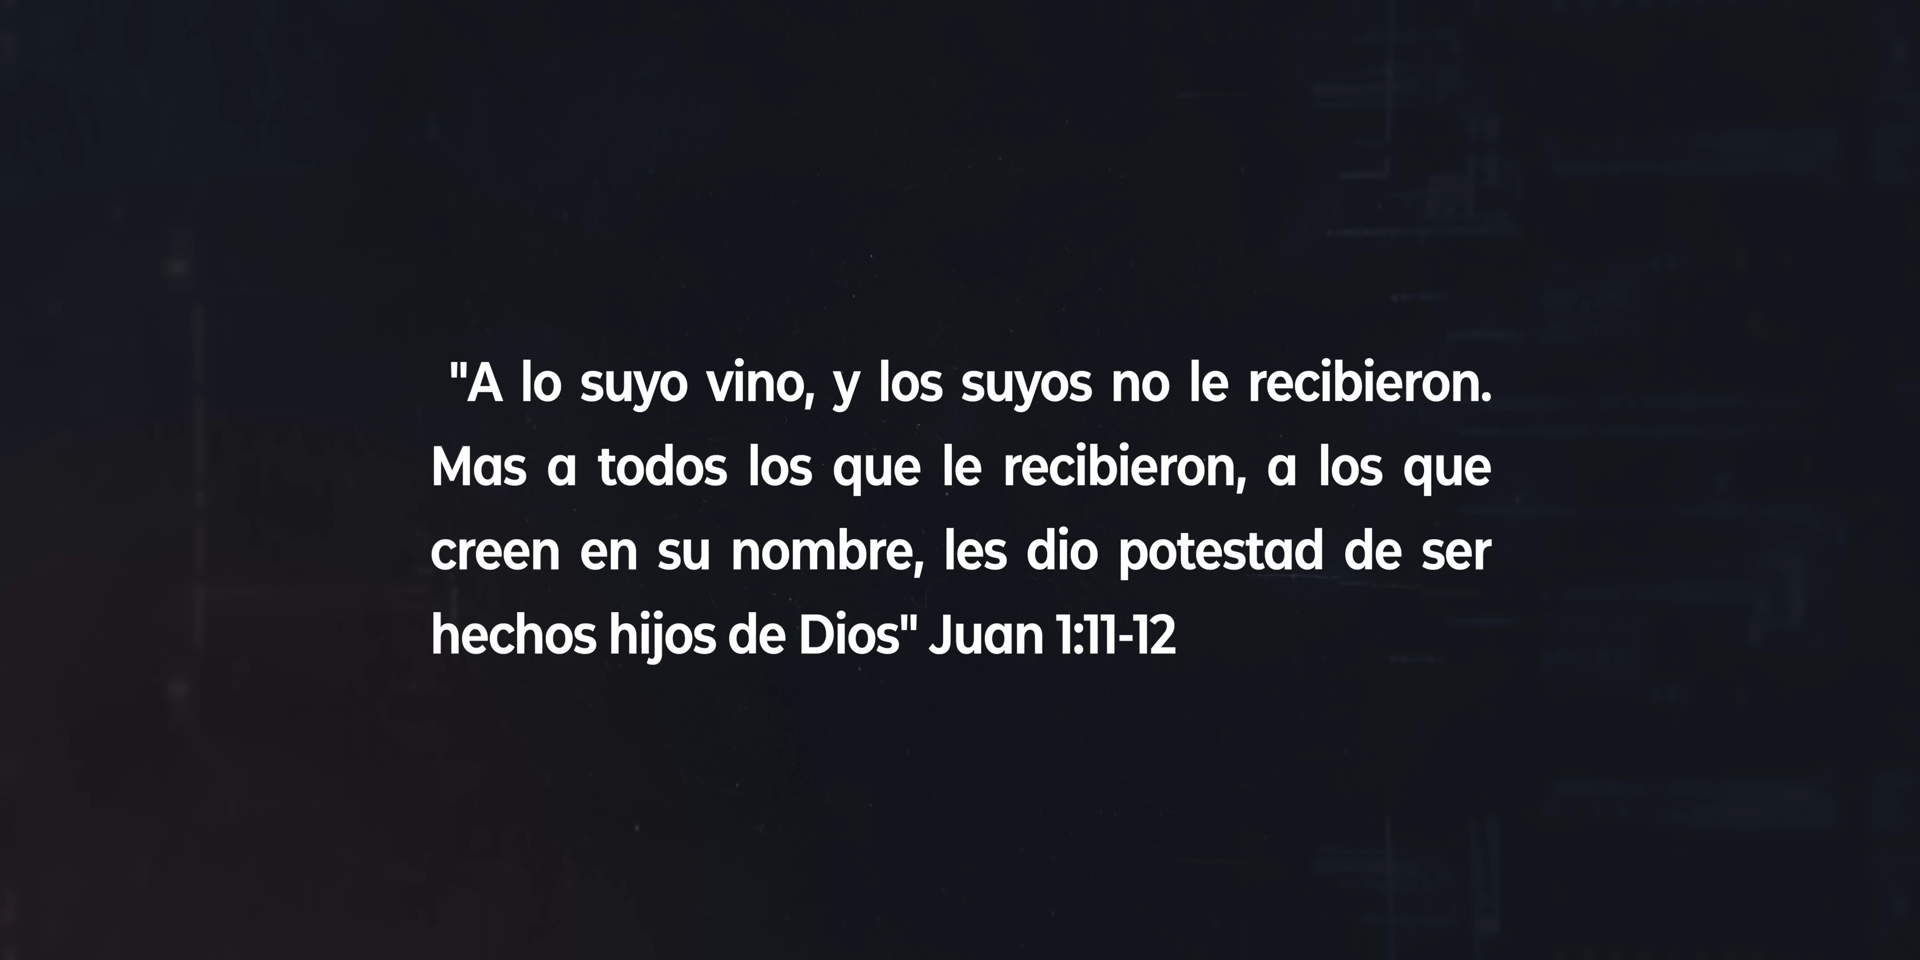 "A lo suyo vino, y los suyos no le recibieron.
Mas a todos los que le recibieron, a los que
creen en su nombre, les dio potestad de ser
hechos hijos de Dios" Juan 1:11-12